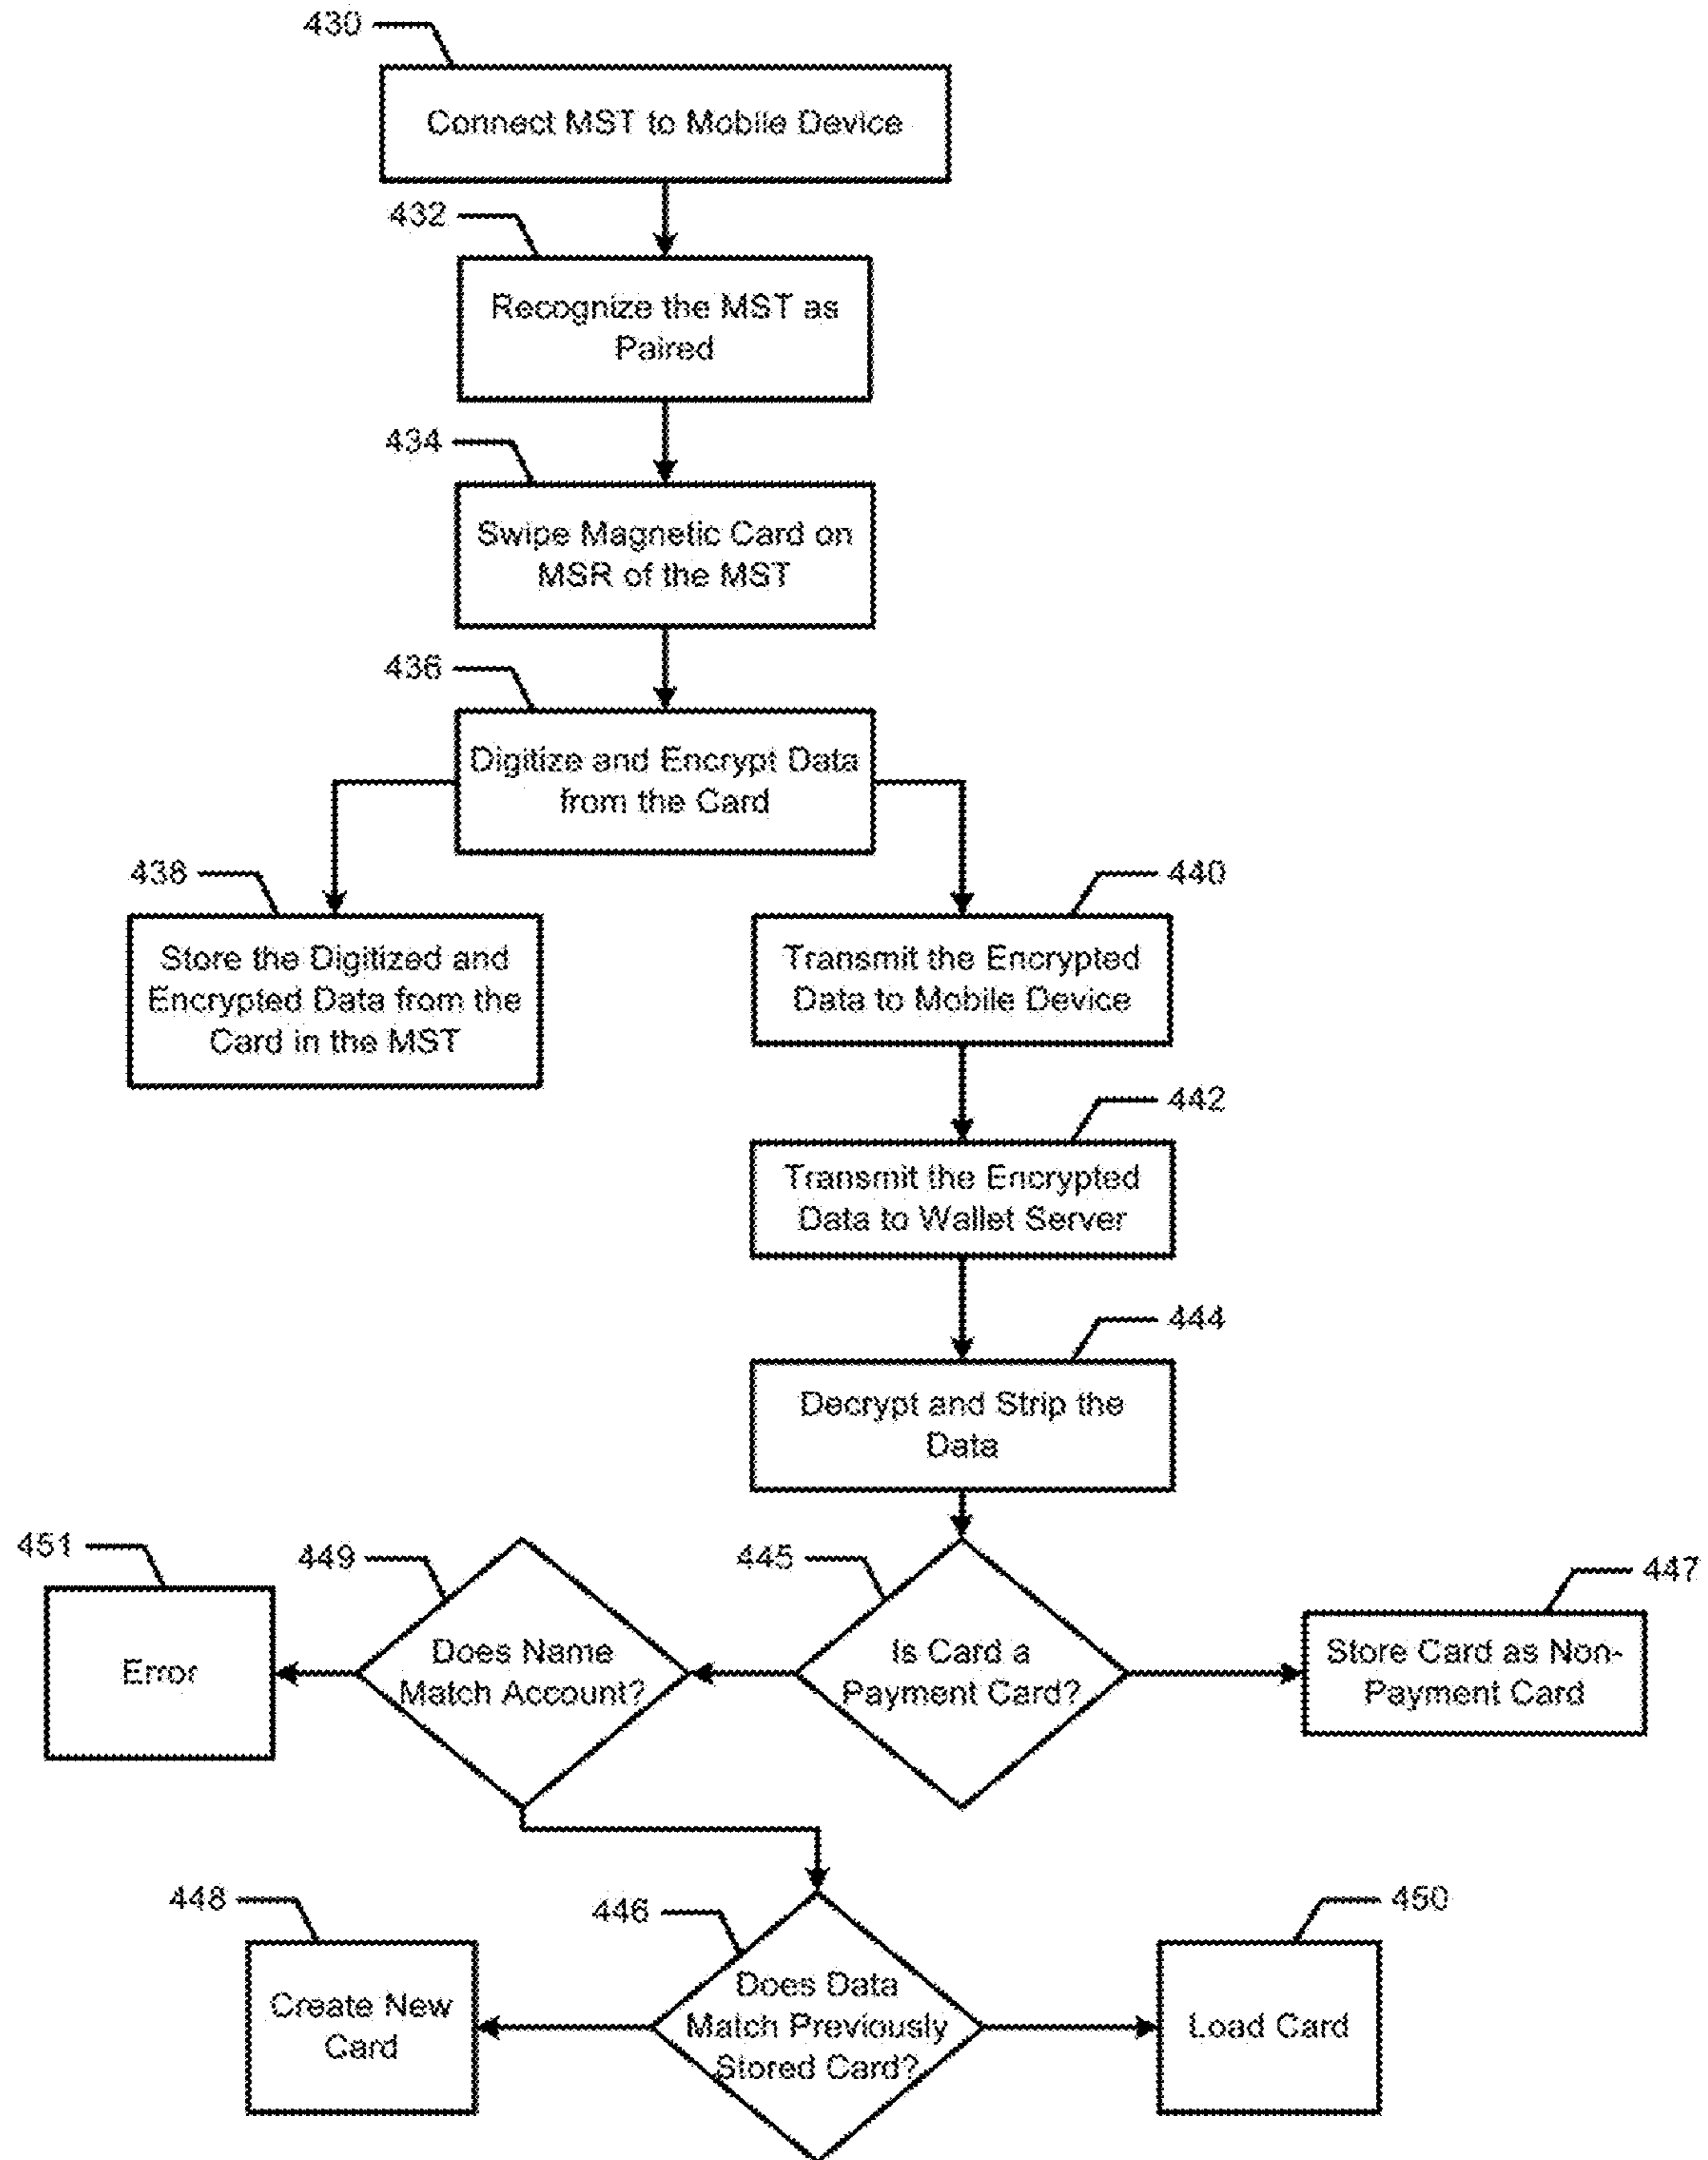 430
Connect MST to Mobile Device
432
Recognize the MST as
Paired
434
Swipe Magnetic Card on
MSR of the MST
436
Digitize and Encrypt Data
from the Card
438
440
Store the Digitized and
Encrypted Data from the
Card in the MST
Transmit the Encrypted
Data to Mobile Device
442
Transmit the Encrypted
Data to Wallet Server
444
Decrypt and Strip the
Data
451
449
445
447
Error
Does Name
Match Account?
Is Card a
Payment Card?
Store Card as Non-
Payment Card
448
446
450
Create New
Card
Does Data
Match Previously
Stored Card?
Load Card